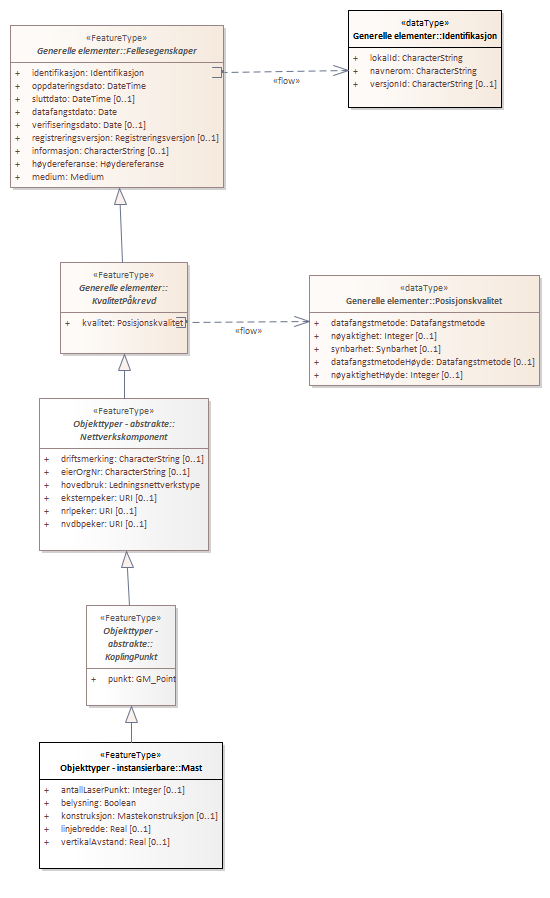 «FeatureType»
Generelle elementer::Fellesegenskaper
+ identifikasjon: Identifikasjon
+ oppdateringsdato: DateTime
+ sluttdato: DateTime [0..1]
+ datafangstdato: Date
+ verifiseringsdato: Date [0..1]
+ registreringsversjon: Registreringsversjon [0..1]
+ informasjon: CharacterString [0..1]
+ høydereferanse: Høydereferanse
+ medium: Medium
«flow»
«dataType»
Generelle elementer::Identifikasjon
+ lokalId: CharacterString
+ navnerom: CharacterString
+ versjonId: CharacterString [0..1]
«FeatureType»
Generelle elementer::
KvalitetPåkrevd
+ kvalitet: Posisjonskvalitet
«flow»
«dataType»
Generelle elementer::Posisjonskvalitet
+ datafangstmetode: Datafangstmetode
+ nøyaktighet: Integer [0..1]
+ synbarhet: Synbarhet [0..1]
+ datafangstmetodeHøyde: Datafangstmetode [0..1]
+ nøyaktighetHøyde: Integer [0..1]
«FeatureType»
Objekttyper - abstrakte::
Nettverkskomponent
+ driftsmerking: CharacterString [0..1]
+ eierOrgNr: CharacterString [0..1]
+ hovedbruk: Ledningsnettverkstype
+ eksternpeker: URI [0..1]
+ nrlpeker: URI [0..1]
+ nvdbpeker: URI [0..1]
«FeatureType»
Objekttyper -
abstrakte::
KoplingPunkt
+ punkt: GM_Point
«FeatureType»
Objekttyper - instansierbare::Mast
+ antallLaserPunkt: Integer [0..1]
+ belysning: Boolean
+ konstruksjon: Mastekonstruksjon [0..1]
+ linjebredde: Real [0..1]
+ vertikalAvstand: Real [0..1]